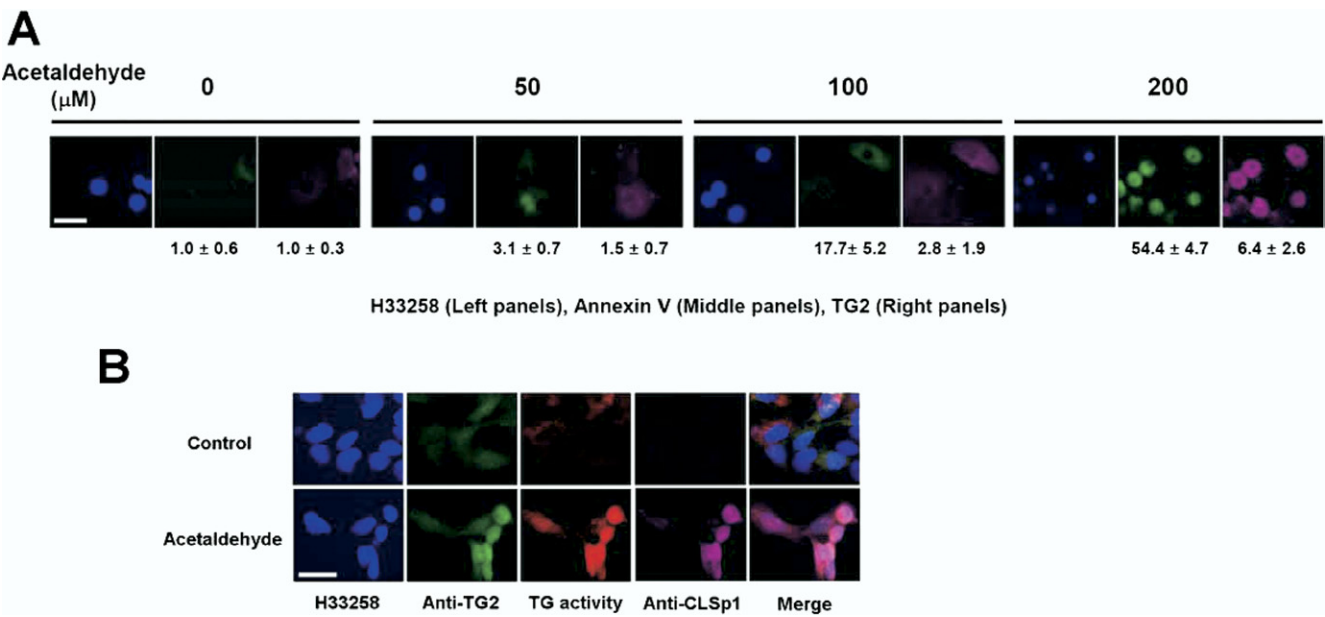 A
Acetaldehyde
(μM)
0
50
100
200
1.0 ± 0.6
1.0 ± 0.3
3.1 ± 0.7
1.5 ± 0.7
17.7± 5.2
2.8 ± 1.9
54.4 ± 4.7
6.4 ± 2.6
H33258 (Left panels), Annexin V (Middle panels), TG2 (Right panels)
B
Control
Acetaldehyde
H33258
Anti-TG2
TG activity
Anti-CLSp1
Merge